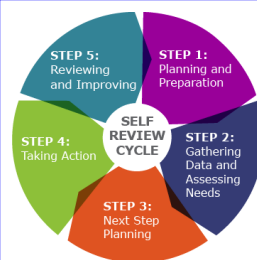 STEP 1:
Planning and
Preparation
STEP 2:
Gathering
Data and
Assessing
Needs
STEP 3:
Next Step
Planning
STEP 4:
Taking Action
STEP 5:
Reviewing
and Improving
SELF
REVIEW
CYCLE